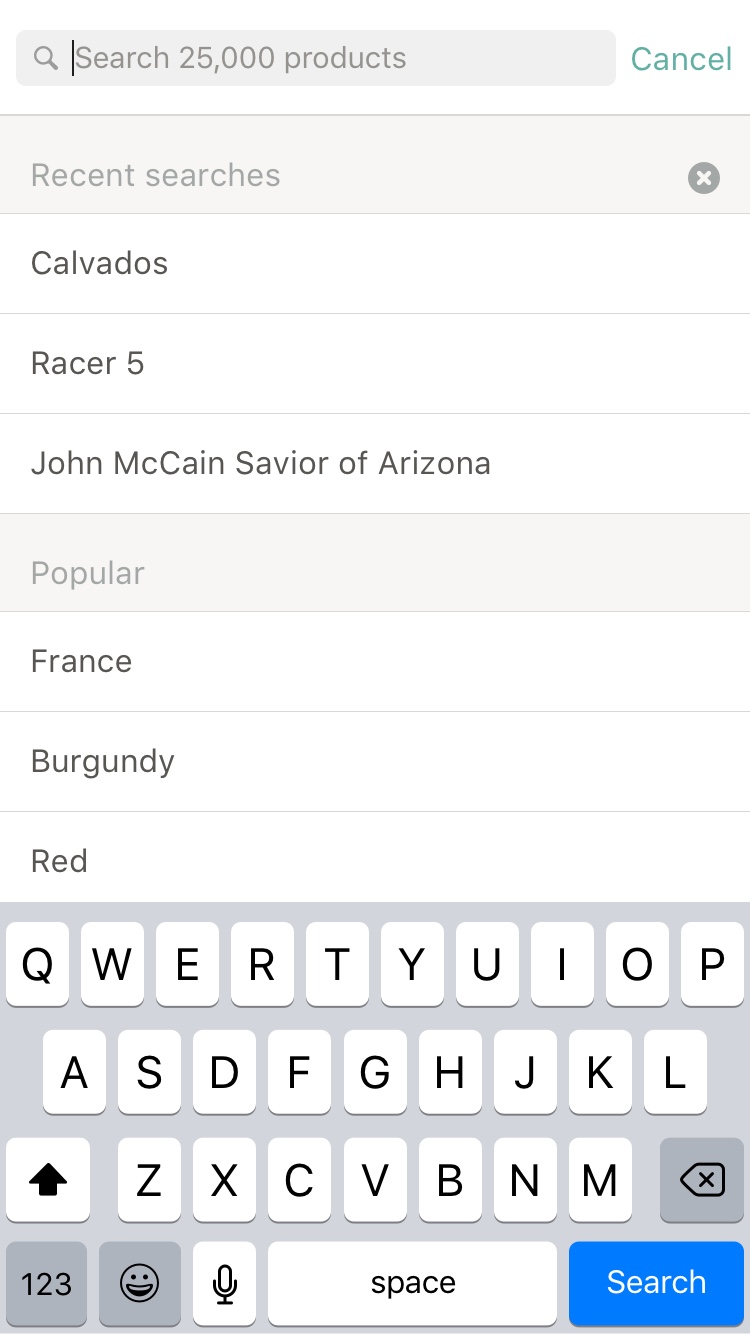 Search 25,000 products Cancel
Recent searches
Calvados
Racer 5
John McCain Savior of Arizona
Popular
France
Burgundy
Red
Q W E R T Y U I O P
A S D F G H J K L
Z X C V B N M
123 space Search